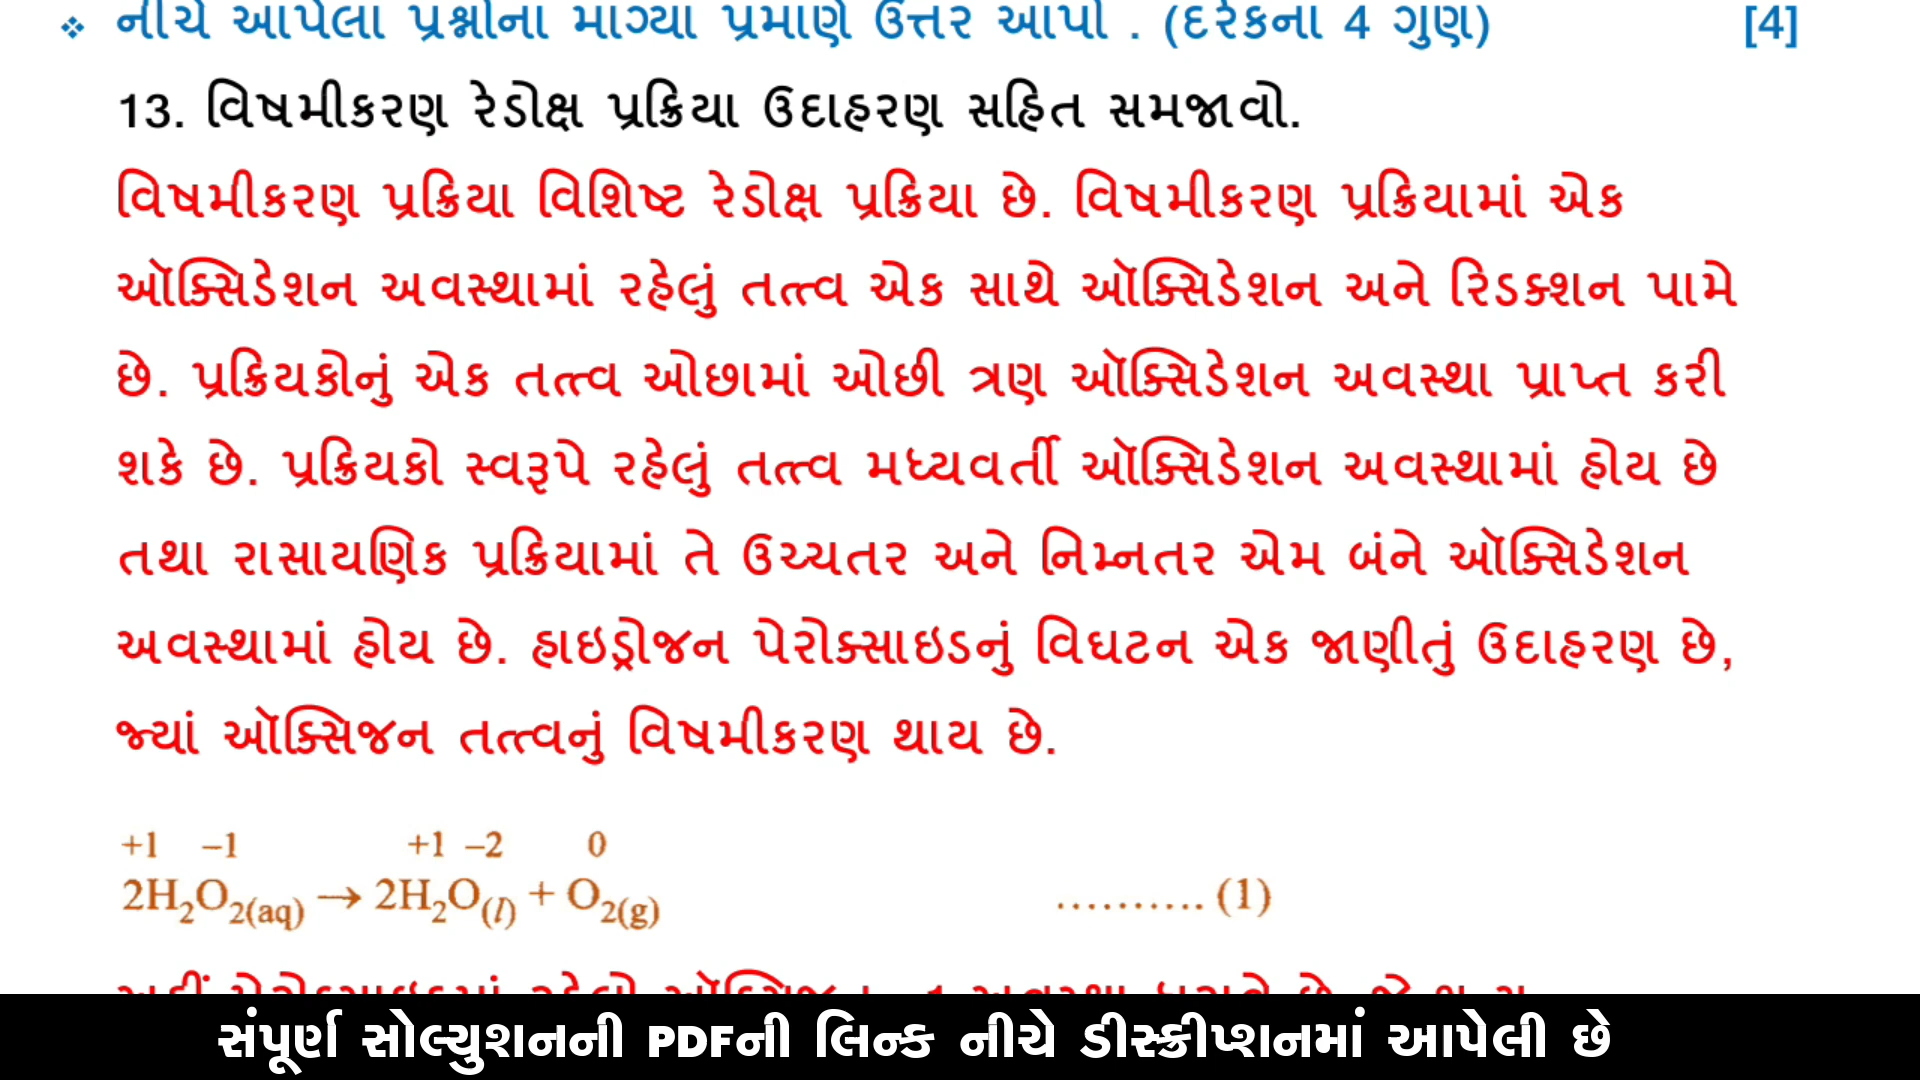 ❖ નીચે આપેલા પ્રશ્નોના માગ્યા પ્રમાણે ઉત્તર આપો . (દરેકના 4 ગુણ) [4]
13. વિષમીકરણ રેડોક્ષ પ્રક્રિયા ઉદાહરણ સહિત સમજાવો.
વિષમીકરણ પ્રક્રિયા વિશિષ્ટ રેડોક્ષ પ્રક્રિયા છે. વિષમીકરણ પ્રક્રિયામાં એક
ઑક્સિડેશન અવસ્થામાં રહેલું તત્ત્વ એક સાથે ઑક્સિડેશન અને રિડક્શન પામે
છે. પ્રક્રિયકોનું એક તત્ત્વ ઓછામાં ઓછી ત્રણ ઑક્સિડેશન અવસ્થા પ્રાપ્ત કરી
શકે છે. પ્રક્રિયકો સ્વરૂપે રહેલું તત્ત્વ મધ્યવર્તી ઑક્સિડેશન અવસ્થામાં હોય છે
તથા રાસાયણિક પ્રક્રિયામાં તે ઉચ્ચતર અને નિમ્નતર એમ બંને ઑક્સિડેશન
અવસ્થામાં હોય છે. હાઇડ્રોજન પેરોક્સાઇડનું વિઘટન એક જાણીતું ઉદાહરણ છે,
જ્યાં ઑક્સિજન તત્ત્વનું વિષમીકરણ થાય છે.
+1 –1 +1 –2 0
2H₂O₂(aq) → 2H₂O(l) + O₂(g) .......... (1)
સંપૂર્ણ સોલ્યુશનની PDFની લિન્ક નીચે ડીસ્ક્રીપ્શનમાં આપેલી છે